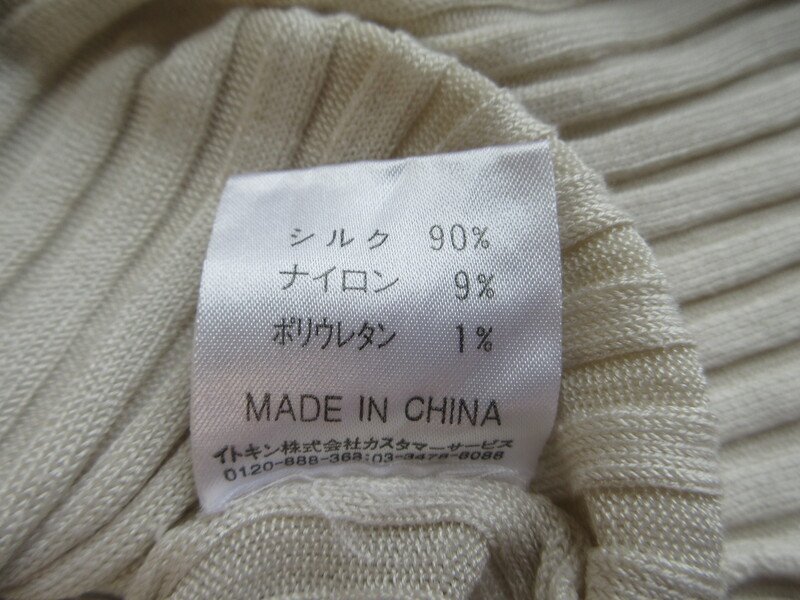 シルク 90%
ナイロン 9%
ポリウレタン 1%
MADE IN CHINA
イトキン株式会社カスタマーサービス
0120-888-363:03-3478-8088